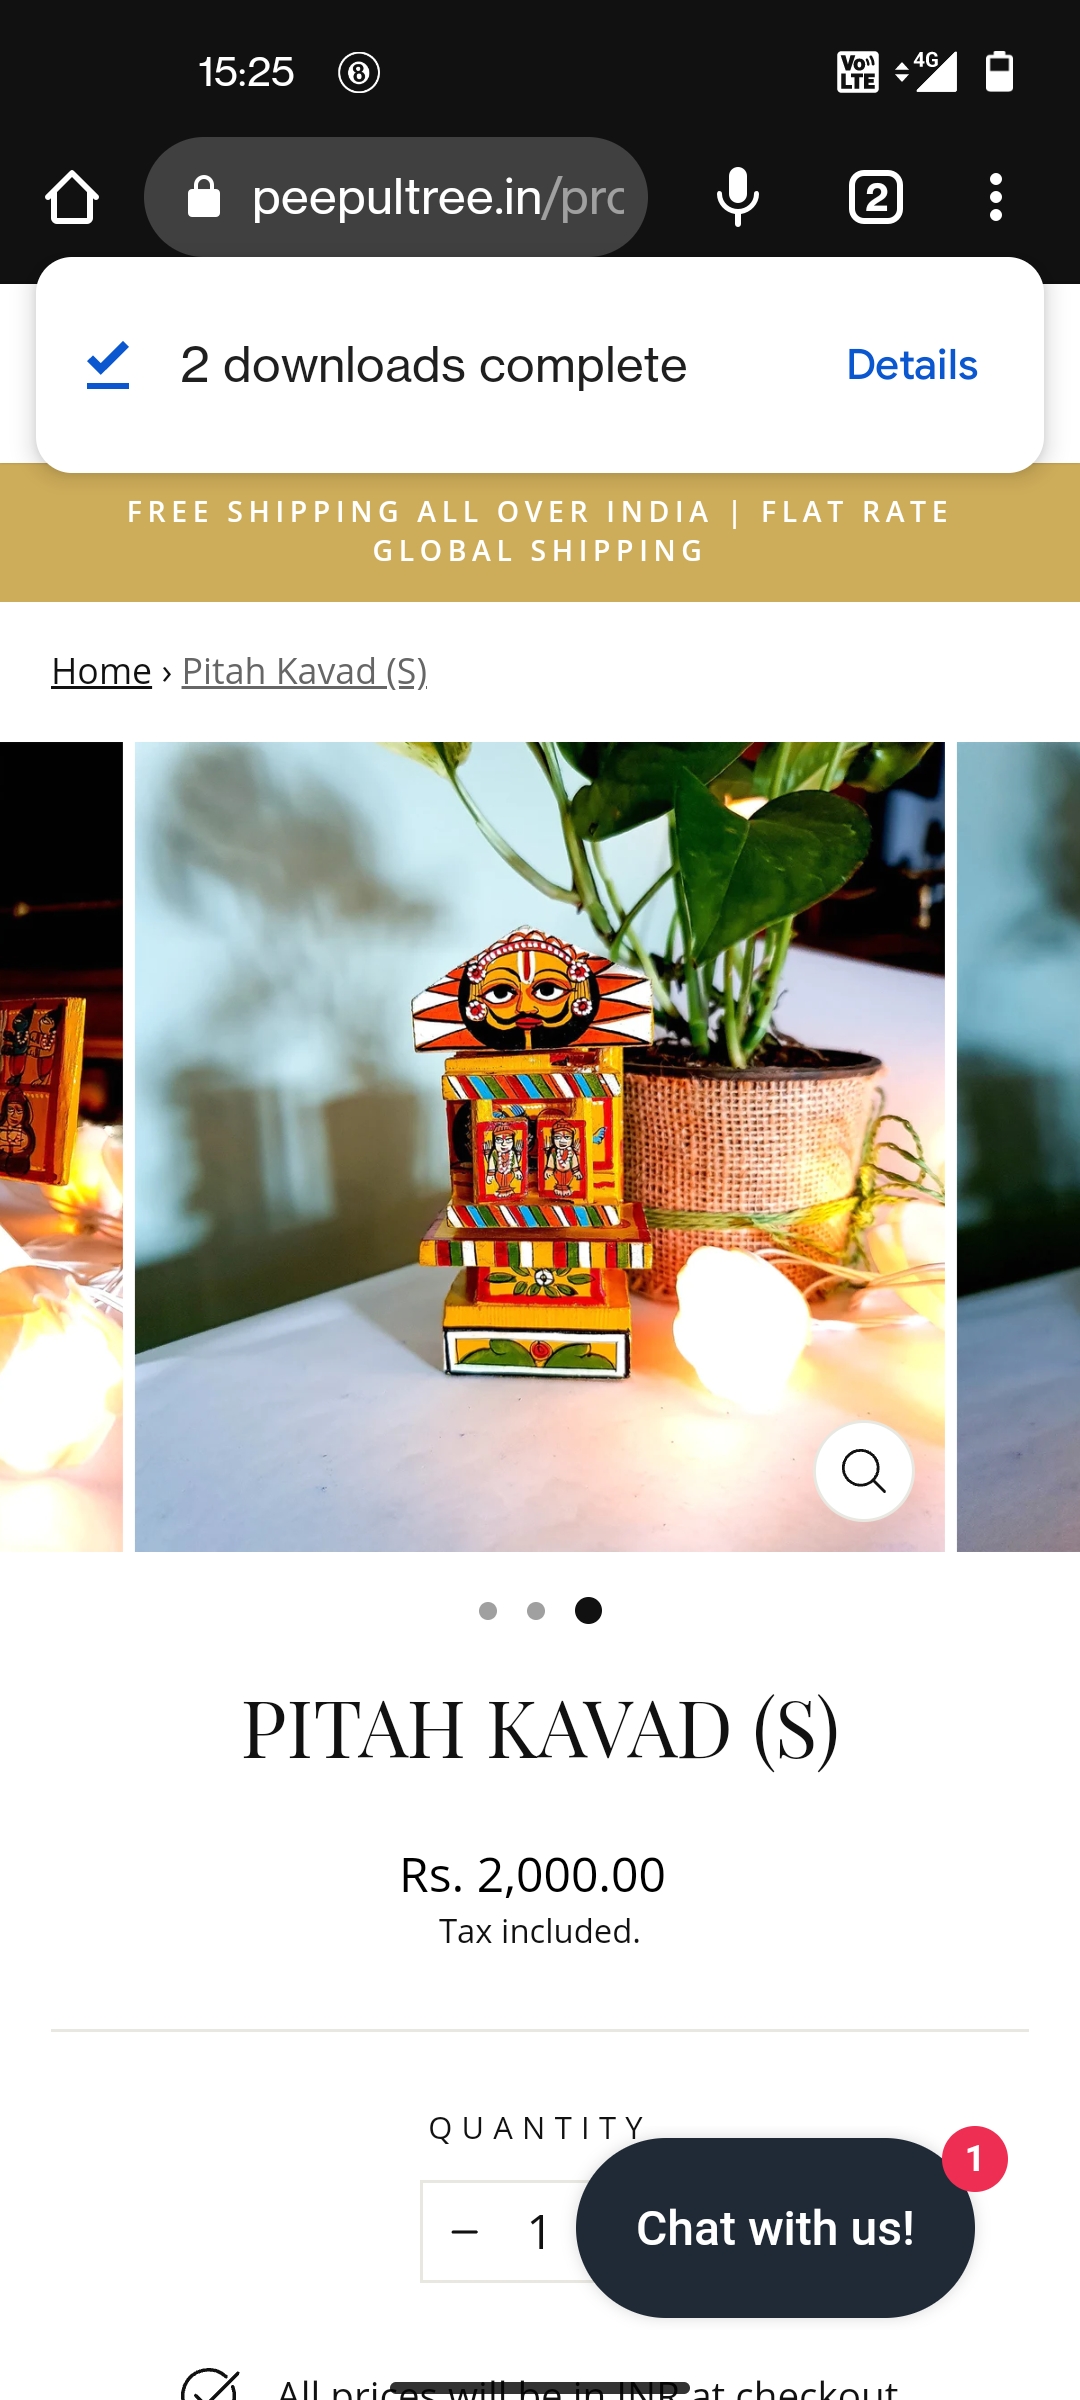 15:25
VoLTE
4G
peepultree.in/pro
2
2 downloads complete
Details
FREE SHIPPING ALL OVER INDIA | FLAT RATE
GLOBAL SHIPPING
Home › Pitah Kavad (S)
PITAH KAVAD (S)
Rs. 2,000.00
Tax included.
QUANTITY
− 1
1
Chat with us!
All prices will be in INR at checkout